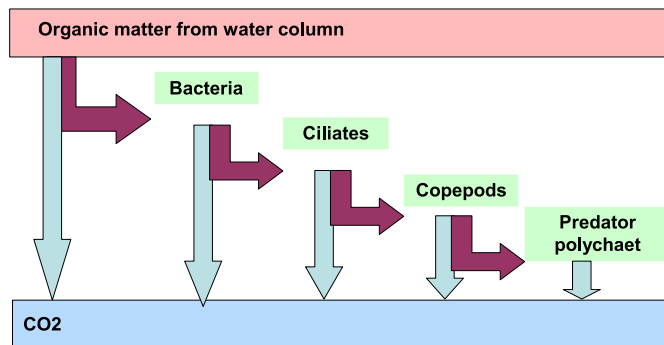 Organic matter from water column
Bacteria
Ciliates
Copepods
Predator
polychaet
CO2